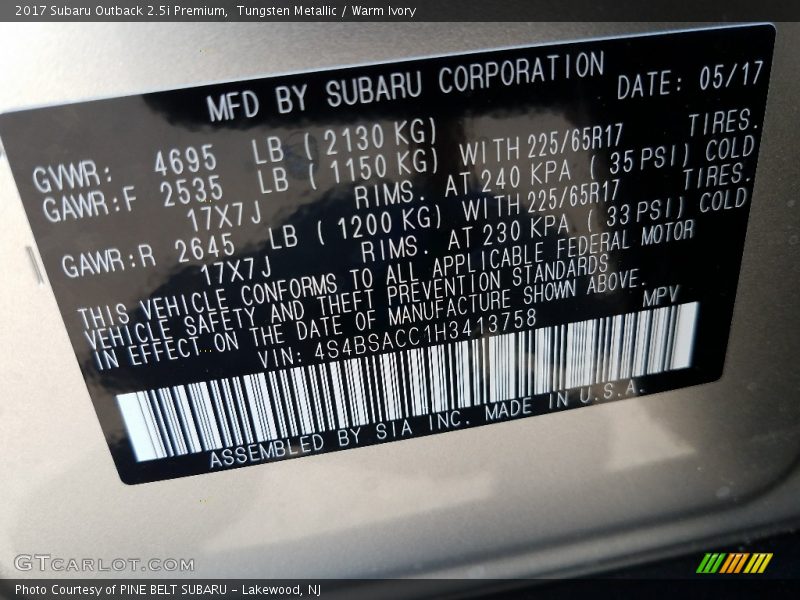 2017 Subaru Outback 2.5i Premium,  Tungsten Metallic / Warm Ivory
MFD BY SUBARU CORPORATION DATE: 05/17
GVWR: 4695 LB (2130 KG)
GAWR:F 2535 LB (1150 KG) WITH 225/65R17 TIRES.
17X7J RIMS. AT 240 KPA (35 PSI) COLD
GAWR:R 2645 LB (1200 KG) WITH 225/65R17 TIRES.
17X7J RIMS. AT 230 KPA (33 PSI) COLD
THIS VEHICLE CONFORMS TO ALL APPLICABLE FEDERAL MOTOR
VEHICLE SAFETY AND THEFT PREVENTION STANDARDS
IN EFFECT ON THE DATE OF MANUFACTURE SHOWN ABOVE.
VIN: 4S4BSACC1H3413758 MPV
ASSEMBLED BY SIA INC. MADE IN U.S.A.
GTCARLOT.COM
Photo Courtesy of PINE BELT SUBARU - Lakewood, NJ